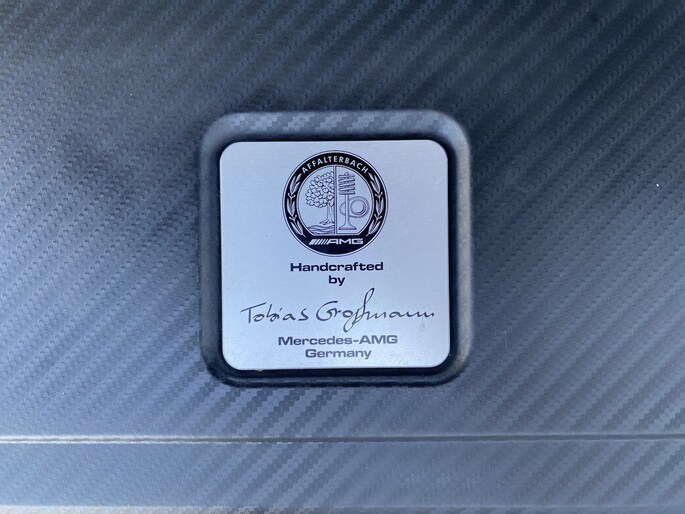 AFFALTERBACH
AMG
Handcrafted
by
Tobias Großmann
Mercedes-AMG
Germany